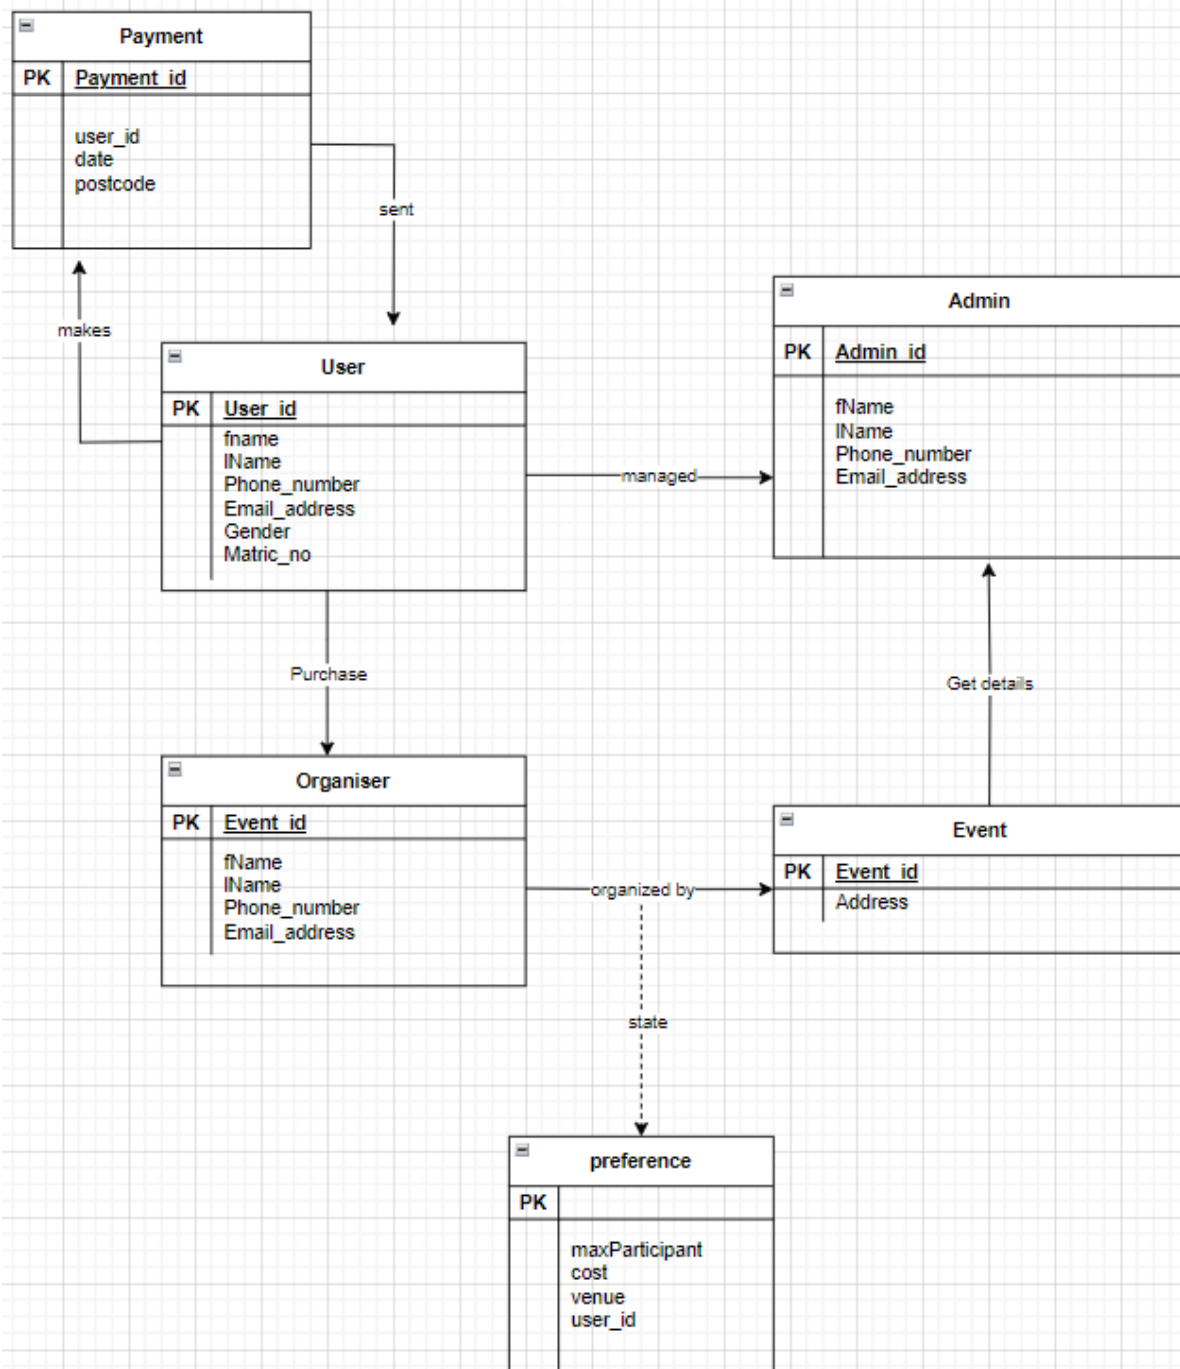 Payment
PK Payment_id
user_id
date
postcode
sent
makes
User
PK User_id
fname
lName
Phone_number
Email_address
Gender
Matric_no
managed
Admin
PK Admin_id
fName
lName
Phone_number
Email_address
Purchase
Get details
Organiser
PK Event_id
fName
lName
Phone_number
Email_address
organized by
Event
PK Event_id
Address
state
preference
PK
maxParticipant
cost
venue
user_id